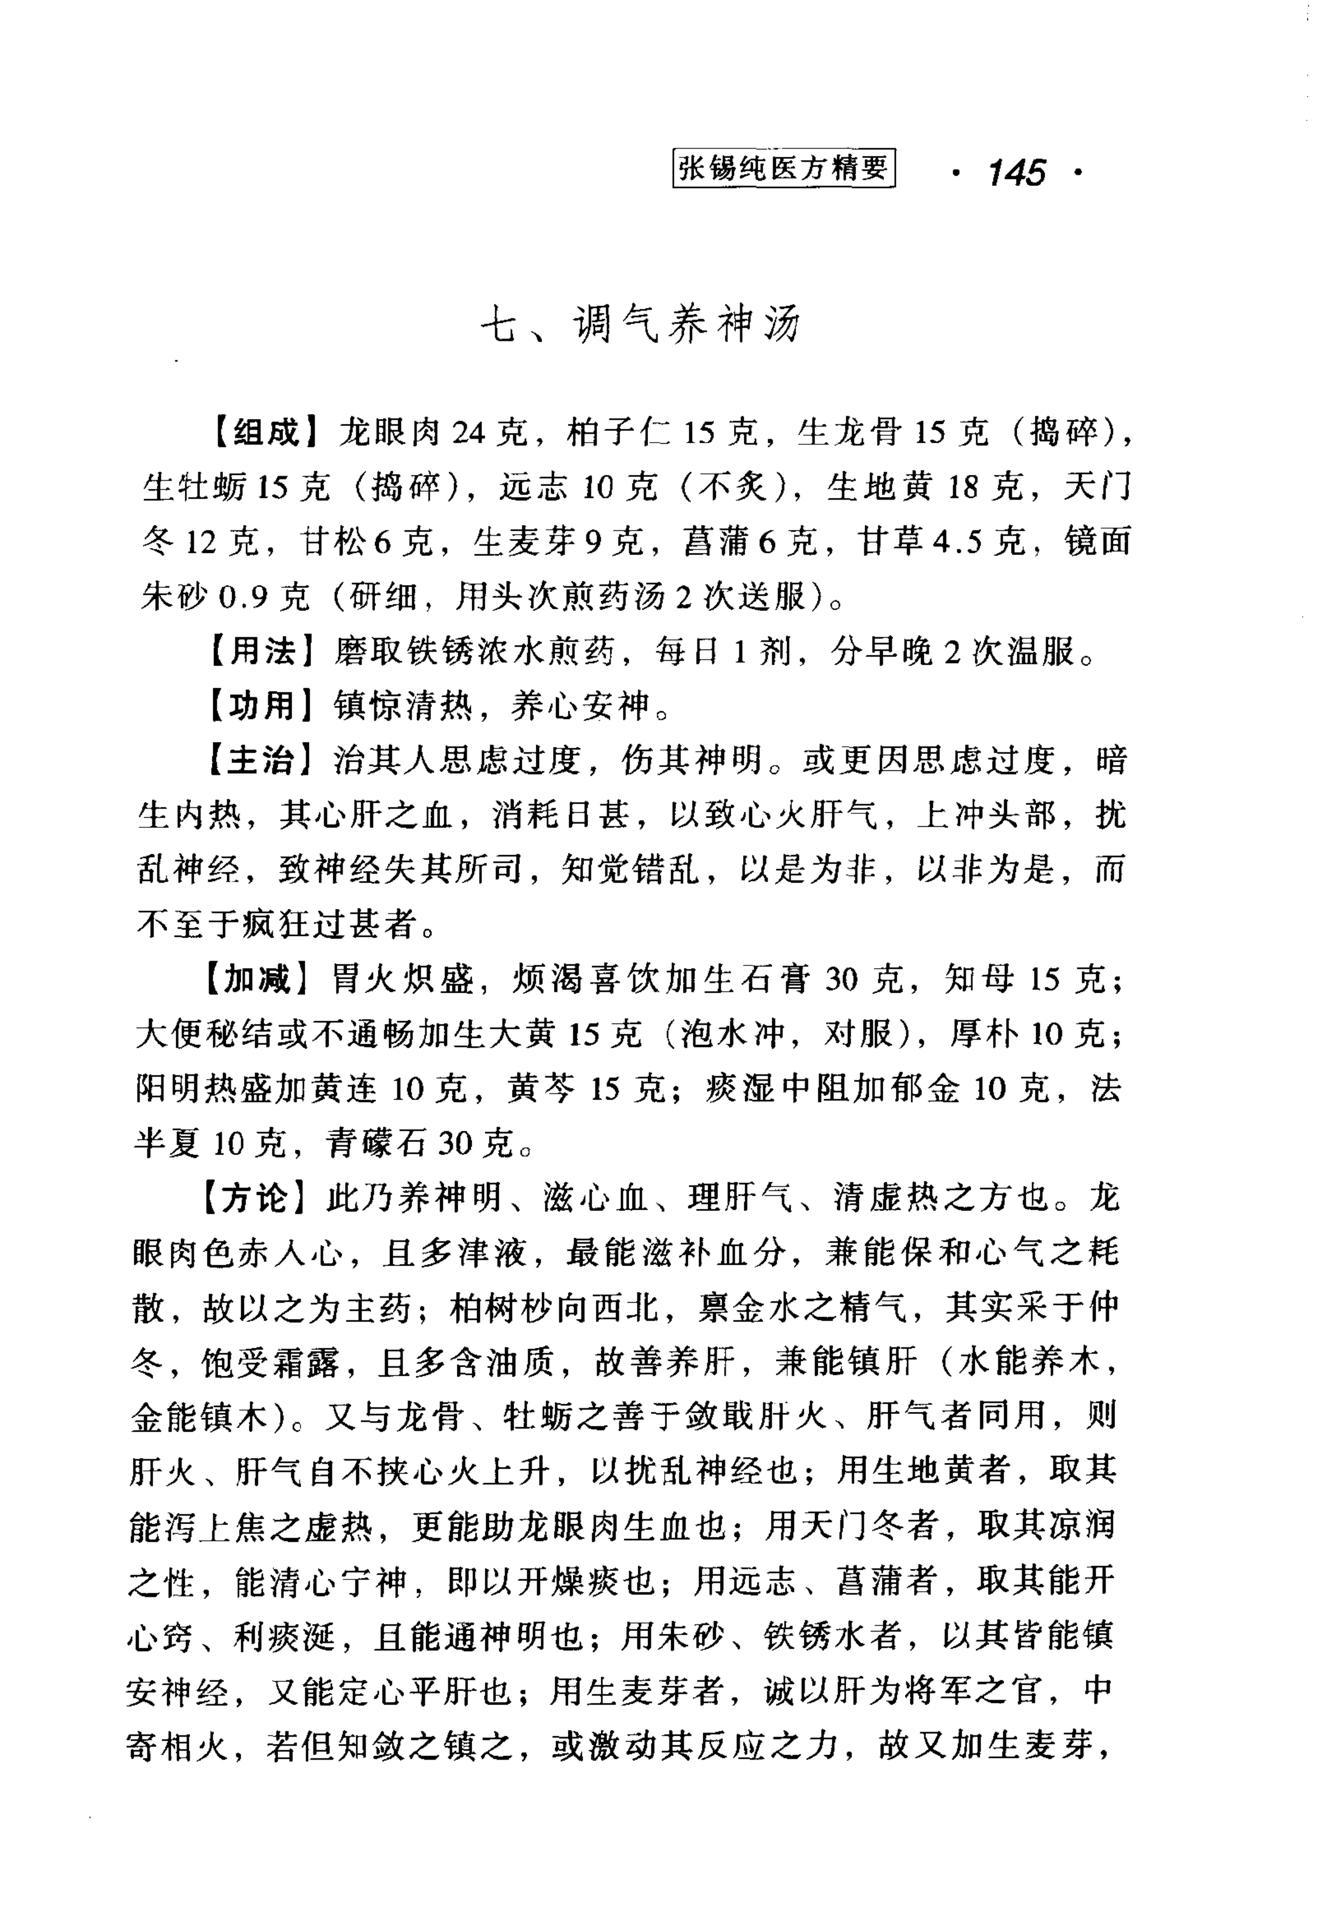 张锡纯医方精要 · 145 ·
七、调气养神汤
【组成】龙眼肉 24 克，柏子仁 15 克，生龙骨 15 克（捣碎），
生牡蛎 15 克（捣碎），远志 10 克（不炙），生地黄 18 克，天门
冬 12 克，甘松 6 克，生麦芽 9 克，菖蒲 6 克，甘草 4.5 克，镜面
朱砂 0.9 克（研细，用头次煎药汤 2 次送服）。
【用法】磨取铁锈浓水煎药，每日 1 剂，分早晚 2 次温服。
【功用】镇惊清热，养心安神。
【主治】治其人思虑过度，伤其神明。或更因思虑过度，暗
生内热，其心肝之血，消耗日甚，以致心火肝气，上冲头部，扰
乱神经，致神经失其所司，知觉错乱，以是为非，以非为是，而
不至于疯狂过甚者。
【加减】胃火炽盛，烦渴喜饮加生石膏 30 克，知母 15 克；
大便秘结或不通畅加生大黄 15 克（泡水冲，对服），厚朴 10 克；
阳明热盛加黄连 10 克，黄芩 15 克；痰湿中阻加郁金 10 克，法
半夏 10 克，青礞石 30 克。
【方论】此乃养神明、滋心血、理肝气、清虚热之方也。龙
眼肉色赤人心，且多津液，最能滋补血分，兼能保和心气之耗
散，故以之为主药；柏树杪向西北，禀金水之精气，其实采于仲
冬，饱受霜露，且多含油质，故善养肝，兼能镇肝（水能养木，
金能镇木）。又与龙骨、牡蛎之善于敛戢肝火、肝气者同用，则
肝火、肝气自不挟心火上升，以扰乱神经也；用生地黄者，取其
能泻上焦之虚热，更能助龙眼肉生血也；用天门冬者，取其凉润
之性，能清心宁神，即以开燥痰也；用远志、菖蒲者，取其能开
心窍、利痰涎，且能通神明也；用朱砂、铁锈水者，以其皆能镇
安神经，又能定心平肝也；用生麦芽者，诚以肝为将军之官，中
寄相火，若但知敛之镇之，或激动其反应之力，故又加生麦芽，